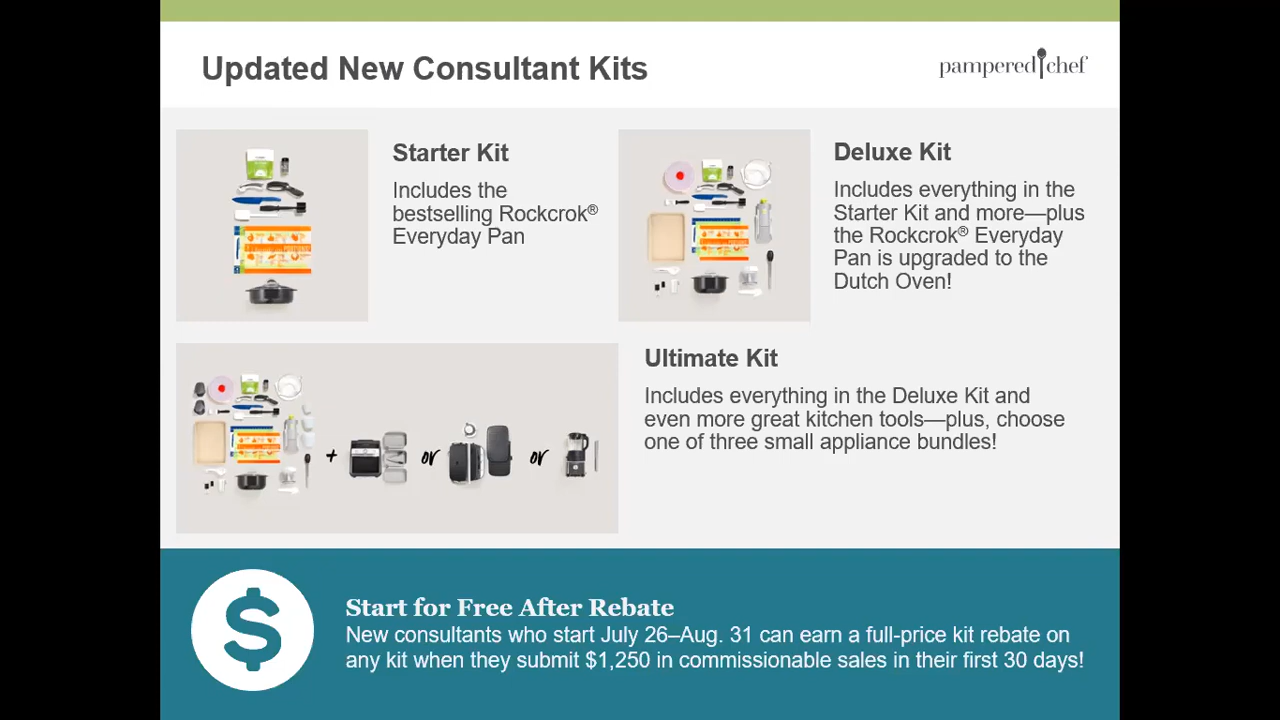 Updated New Consultant Kits
pampered chef
Starter Kit
Includes the
bestselling Rockcrok®
Everyday Pan
Deluxe Kit
Includes everything in the
Starter Kit and more—plus
the Rockcrok® Everyday
Pan is upgraded to the
Dutch Oven!
Ultimate Kit
Includes everything in the Deluxe Kit and
even more great kitchen tools—plus, choose
one of three small appliance bundles!
+ or or
$
Start for Free After Rebate
New consultants who start July 26–Aug. 31 can earn a full-price kit rebate on
any kit when they submit $1,250 in commissionable sales in their first 30 days!